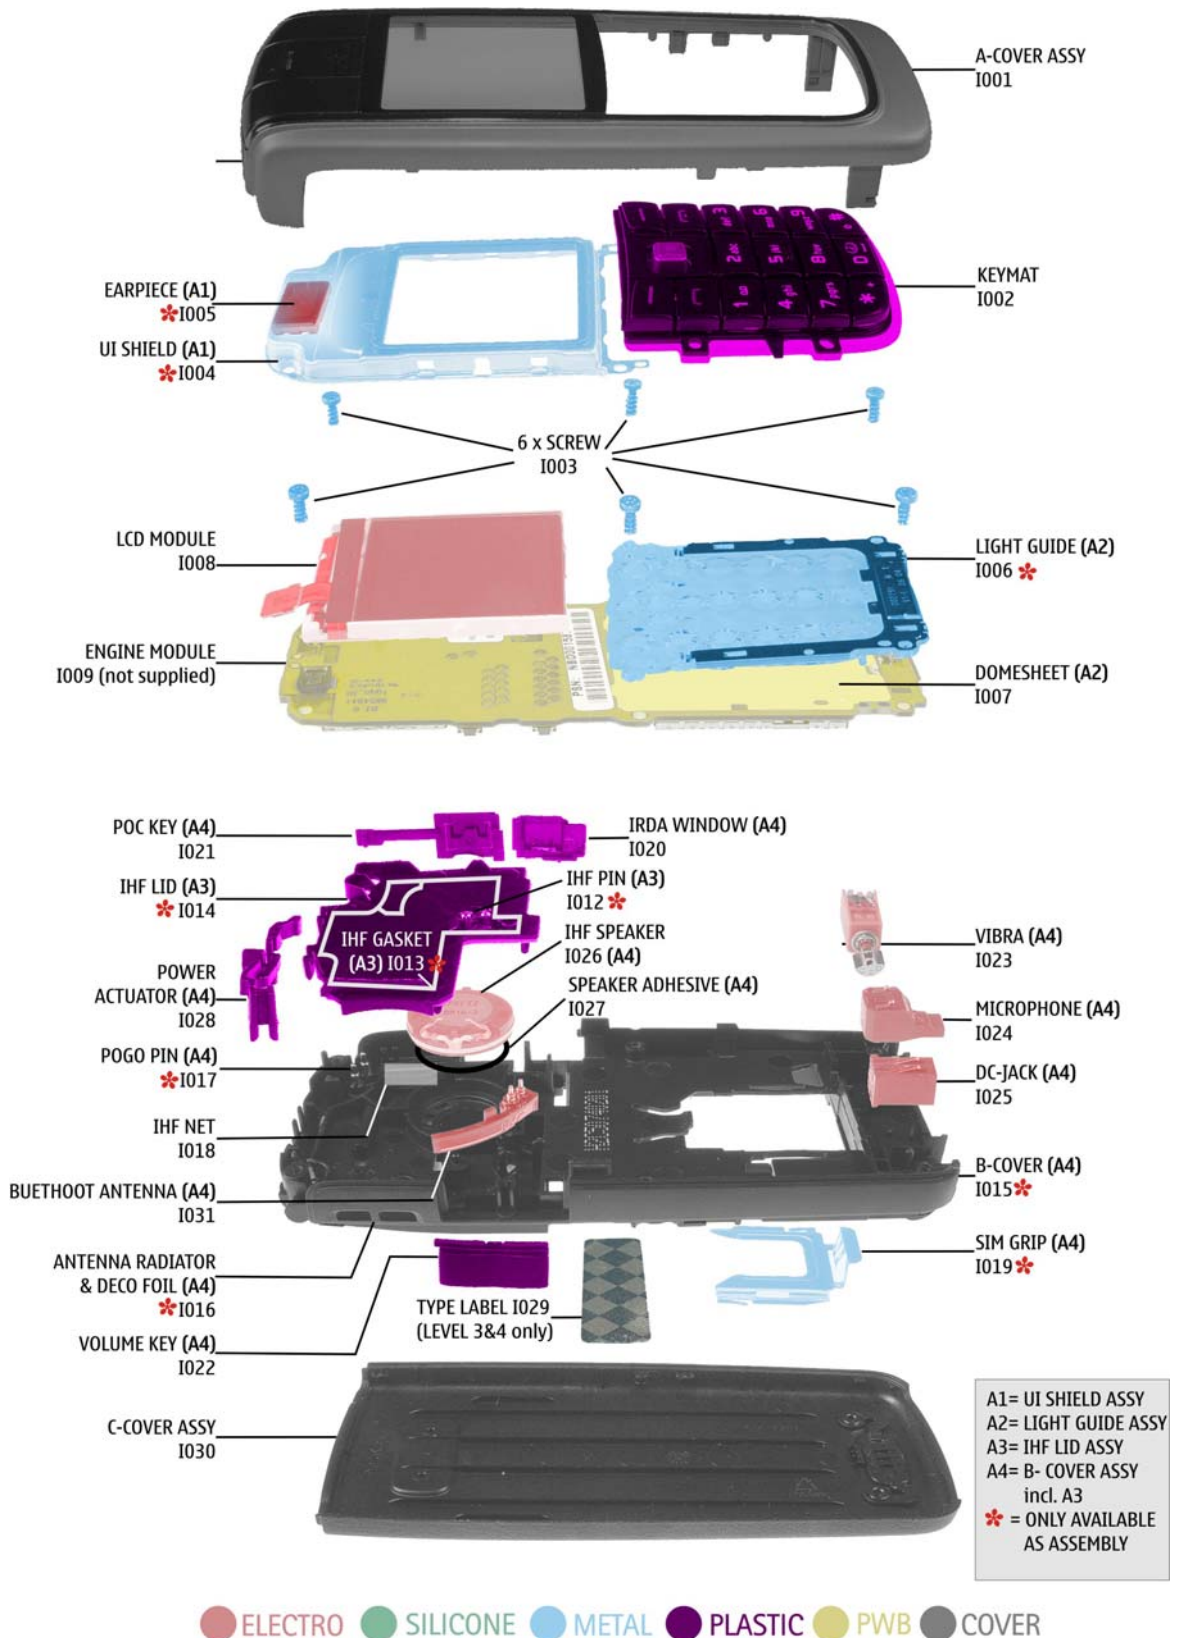 A-COVER ASSY
I001
KEYMAT
I002
EARPIECE (A1)
*I005
UI SHIELD (A1)
*I004
6 x SCREW
I003
LCD MODULE
I008
LIGHT GUIDE (A2)
I006 *
ENGINE MODULE
I009 (not supplied)
DOMESHEET (A2)
I007
POC KEY (A4)
I021
IRDA WINDOW (A4)
I020
IHF LID (A3)
* I014
IHF PIN (A3)
I012 *
IHF GASKET
(A3) I013 *
IHF SPEAKER
I026 (A4)
VIBRA (A4)
I023
POWER
ACTUATOR (A4)
I028
SPEAKER ADHESIVE (A4)
I027
MICROPHONE (A4)
I024
POGO PIN (A4)
*I017
DC-JACK (A4)
I025
IHF NET
I018
B-COVER (A4)
I015 *
BUETHOOT ANTENNA (A4)
I031
SIM GRIP (A4)
I019 *
ANTENNA RADIATOR
& DECO FOIL (A4)
*I016
TYPE LABEL I029
(LEVEL 3&4 only)
VOLUME KEY (A4)
I022
C-COVER ASSY
I030
A1= UI SHIELD ASSY
A2= LIGHT GUIDE ASSY
A3= IHF LID ASSY
A4= B- COVER ASSY
incl. A3
* = ONLY AVAILABLE
AS ASSEMBLY
ELECTRO SILICONE METAL PLASTIC PWB COVER